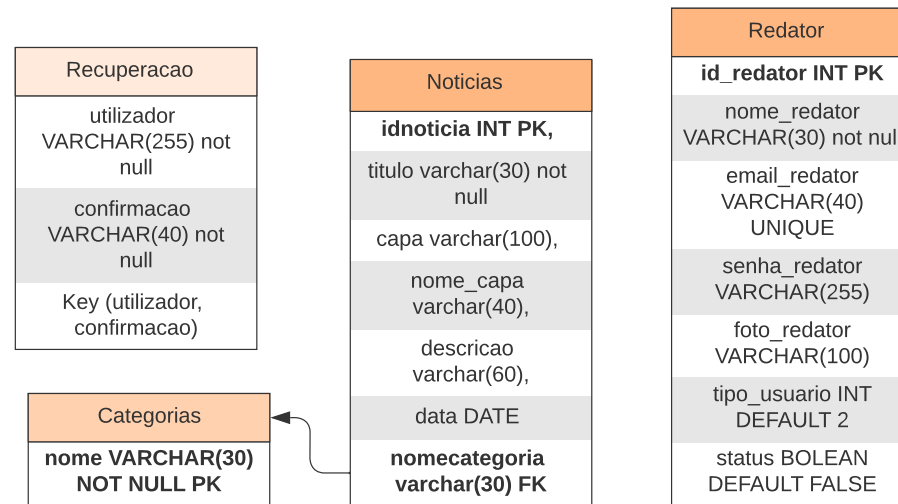 Recuperacao
utilizador
VARCHAR(255) not
null
confirmacao
VARCHAR(40) not
null
Key (utilizador,
confirmacao)
Categorias
nome VARCHAR(30)
NOT NULL PK
Noticias
idnoticia INT PK,
titulo varchar(30) not
null
capa varchar(100),
nome_capa
varchar(40),
descricao
varchar(60),
data DATE
nomecategoria
varchar(30) FK
Redator
id_redator INT PK
nome_redator
VARCHAR(30) not nul
email_redator
VARCHAR(40)
UNIQUE
senha_redator
VARCHAR(255)
foto_redator
VARCHAR(100)
tipo_usuario INT
DEFAULT 2
status BOLEAN
DEFAULT FALSE